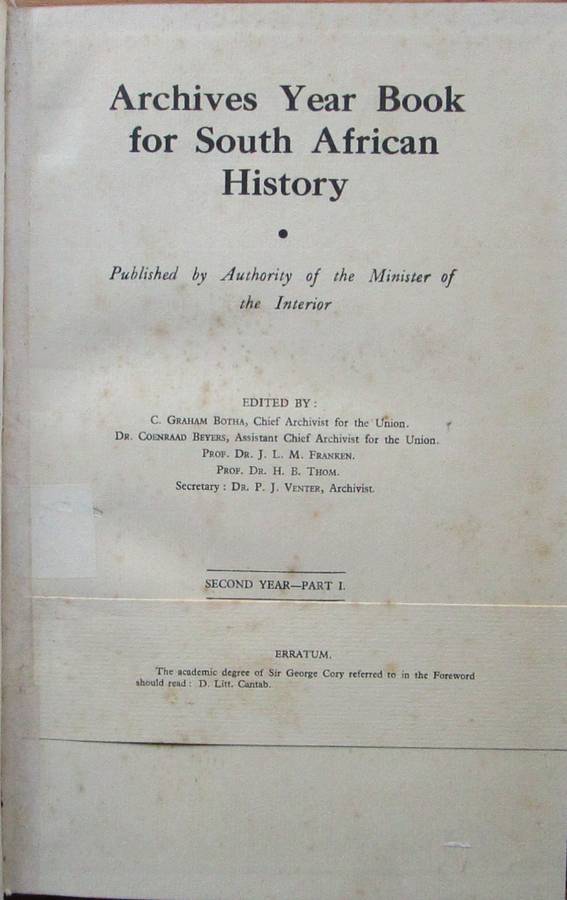 Archives Year Book
for South African
History
•
Published by Authority of the Minister of
the Interior
EDITED BY :
C. GRAHAM BOTHA, Chief Archivist for the Union.
DR. COENRAAD BEYERS, Assistant Chief Archivist for the Union.
PROF. DR. J. L. M. FRANKEN.
PROF. DR. H. B. THOM.
Secretary : DR. P. J. VENTER, Archivist.
SECOND YEAR—PART I.
ERRATUM.
The academic degree of Sir George Cory referred to in the Foreword
should read : D. Litt. Cantab.